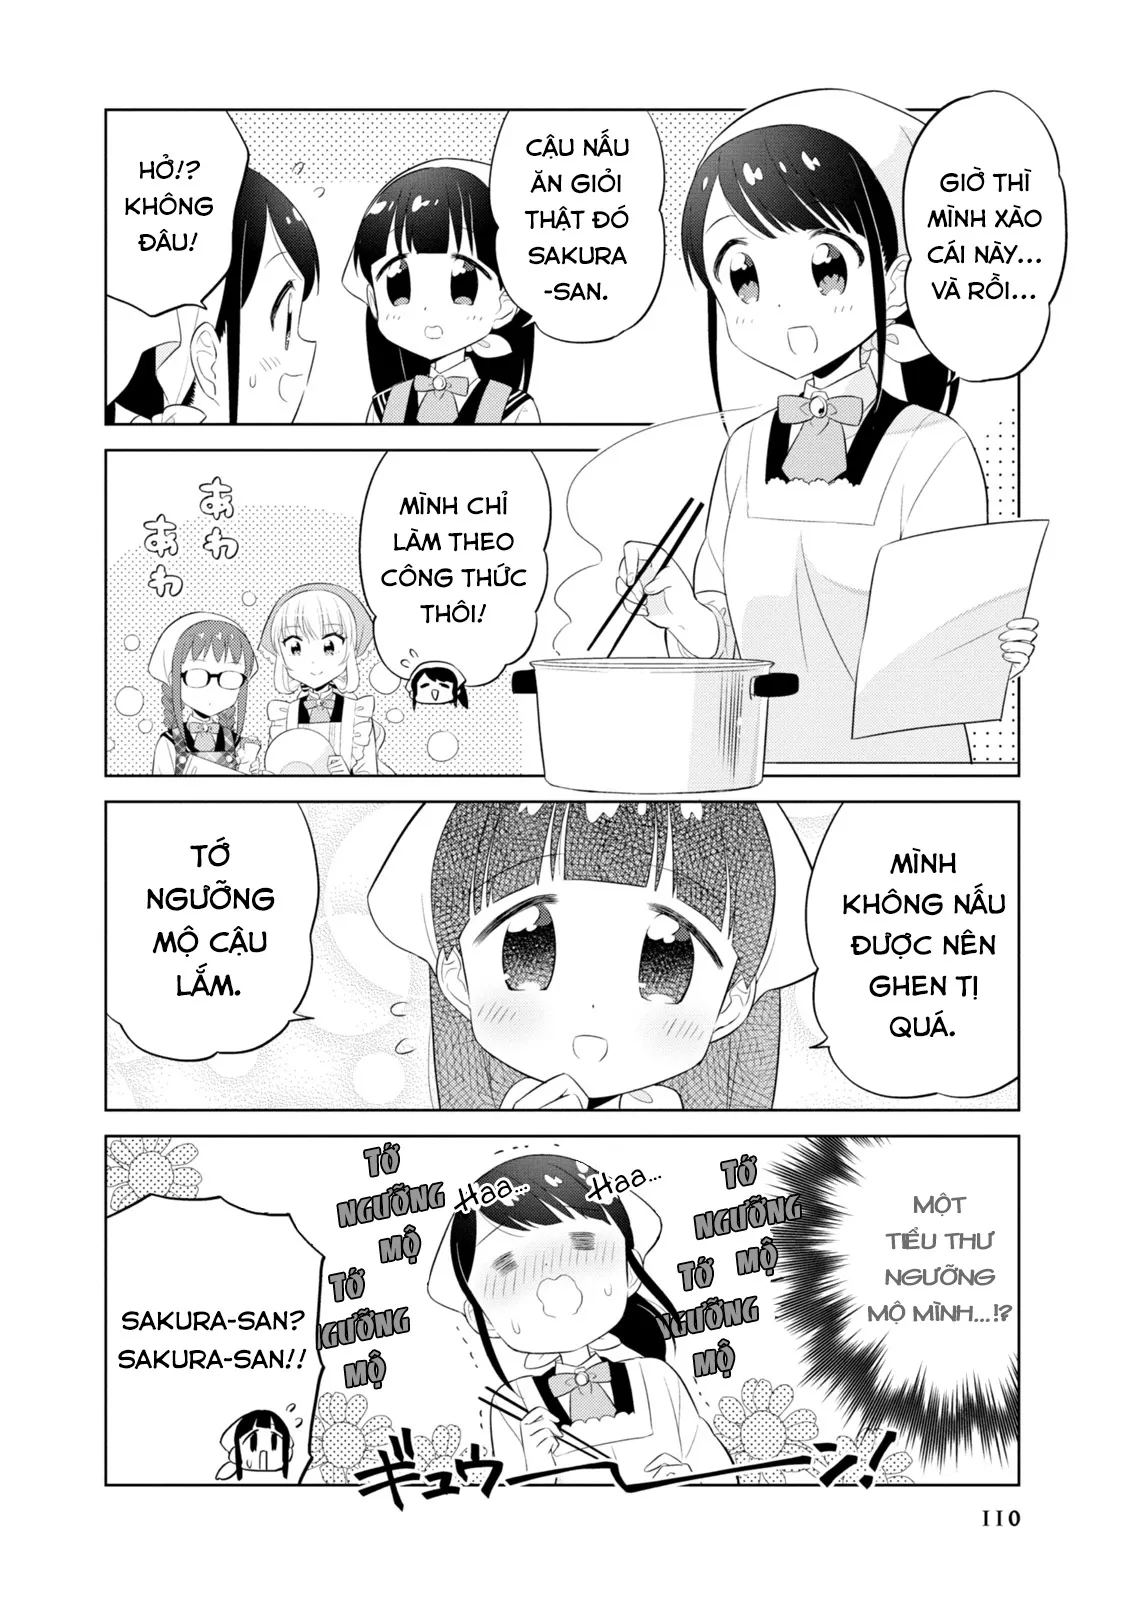 GIỜ THÌ
MÌNH XÀO
CÁI NÀY...
VÀ RỒI...
CẬU NẤU
ĂN GIỎI
THẬT ĐÓ
SAKURA
-SAN.
HỞ!?
KHÔNG
ĐÂU!
MÌNH CHỈ
LÀM THEO
CÔNG THỨC
THÔI!
あわ
あわ
MÌNH
KHÔNG NẤU
ĐƯỢC NÊN
GHEN TỊ
QUÁ.
TỚ
NGƯỠNG
MỘ CẬU
LẮM.
MỘT
TIỂU THƯ
NGƯỠNG
MỘ MÌNH...!?
TỚ
NGƯỠNG
MỘ
TỚ
NGƯỠNG
MỘ
Haa...
Haa...
TỚ
NGƯỠNG
MỘ
TỚ
NGƯỠNG
MỘ
ギュウーーン!
SAKURA-SAN?
SAKURA-SAN!!
110